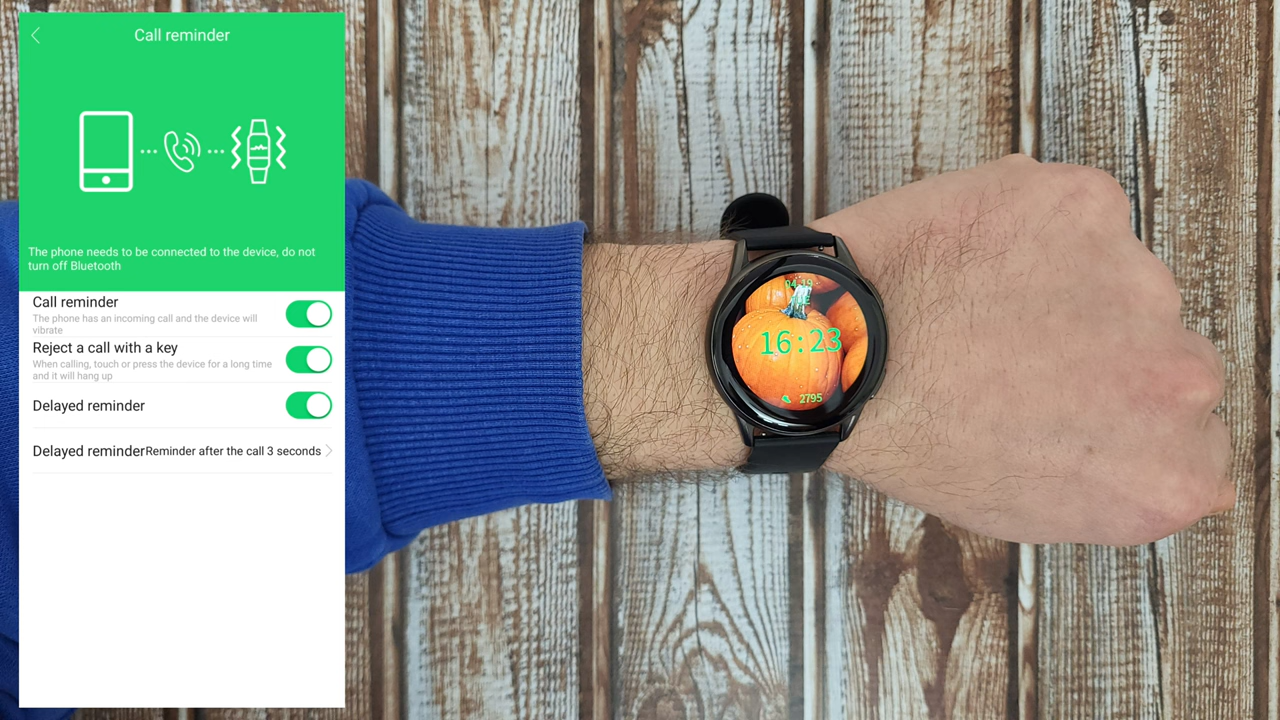 Call reminder
The phone needs to be connected to the device, do not
turn off Bluetooth
Call reminder
The phone has an incoming call and the device will
vibrate
Reject a call with a key
When calling, touch or press the device for a long time
and it will hang up
Delayed reminder
Delayed reminderReminder after the call 3 seconds
04-19
16:23
2795